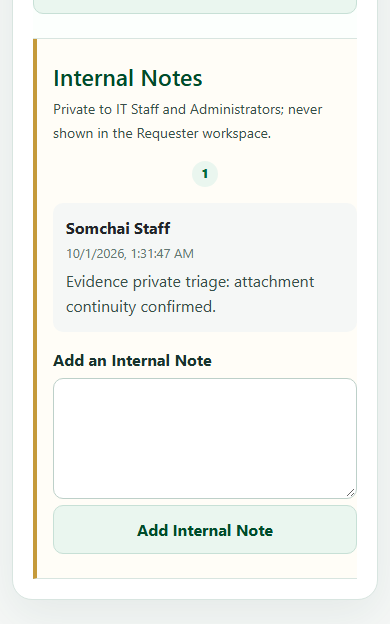 Internal Notes
Private to IT Staff and Administrators; never
shown in the Requester workspace.
1
Somchai Staff
10/1/2026, 1:31:47 AM
Evidence private triage: attachment
continuity confirmed.
Add an Internal Note
Add Internal Note